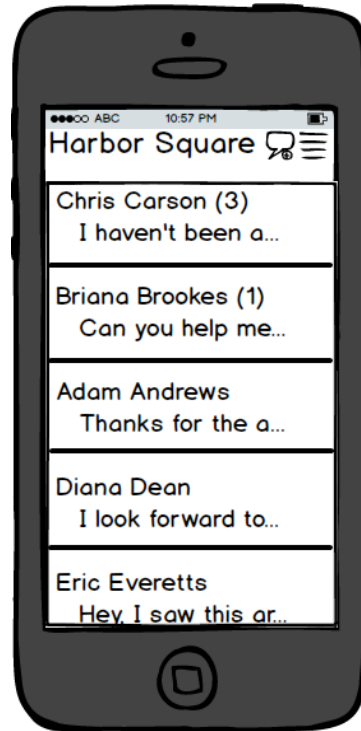 ABC 10:57 PM
Harbor Square
Chris Carson (3)
I haven't been a...
Briana Brookes (1)
Can you help me...
Adam Andrews
Thanks for the a...
Diana Dean
I look forward to...
Eric Everetts
Hey, I saw this ar...